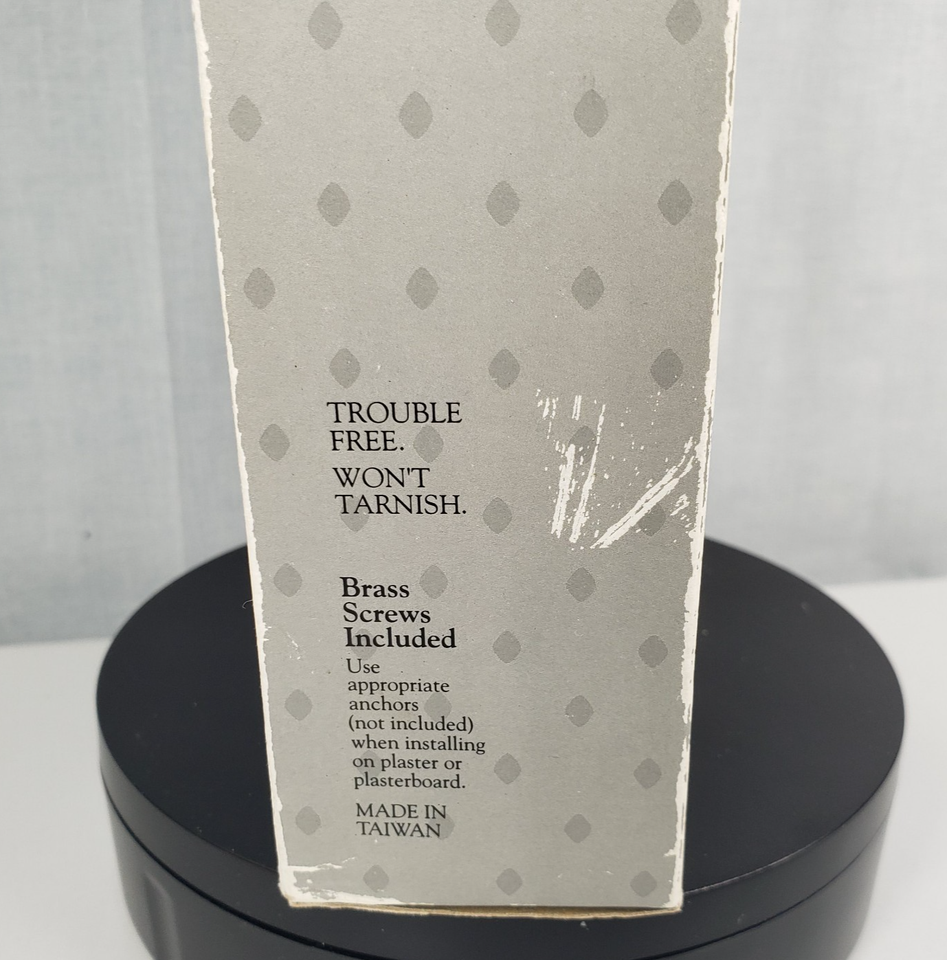 TROUBLE
FREE.
WON'T
TARNISH.
Brass
Screws
Included
Use
appropriate
anchors
(not included)
when installing
on plaster or
plasterboard.
MADE IN
TAIWAN